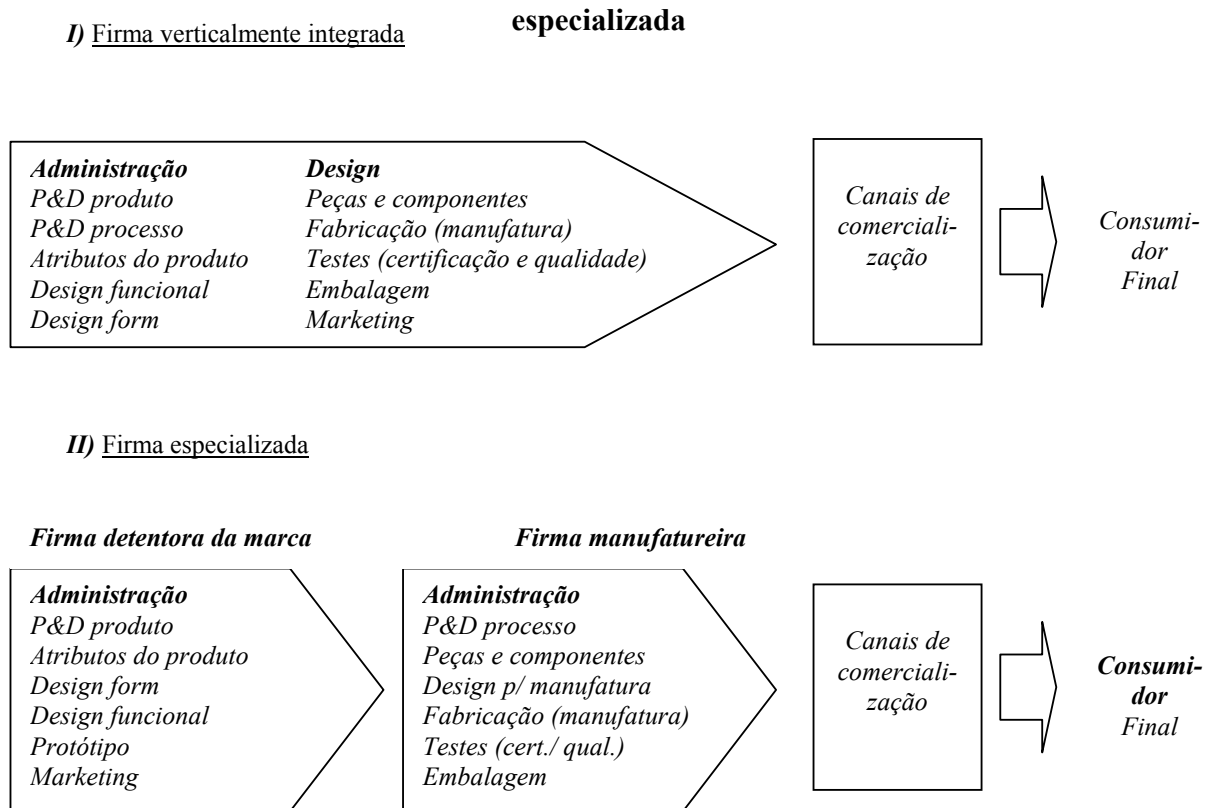 especializada
I) Firma verticalmente integrada
Administração
P&D produto
P&D processo
Atributos do produto
Design funcional
Design form
Design
Peças e componentes
Fabricação (manufatura)
Testes (certificação e qualidade)
Embalagem
Marketing
Canais de
comerciali-
zação
Consumi-
dor
Final
II) Firma especializada
Firma detentora da marca
Administração
P&D produto
Atributos do produto
Design form
Design funcional
Protótipo
Marketing
Firma manufatureira
Administração
P&D processo
Peças e componentes
Design p/ manufatura
Fabricação (manufatura)
Testes (cert./ qual.)
Embalagem
Canais de
comerciali-
zação
Consumi-
dor
Final